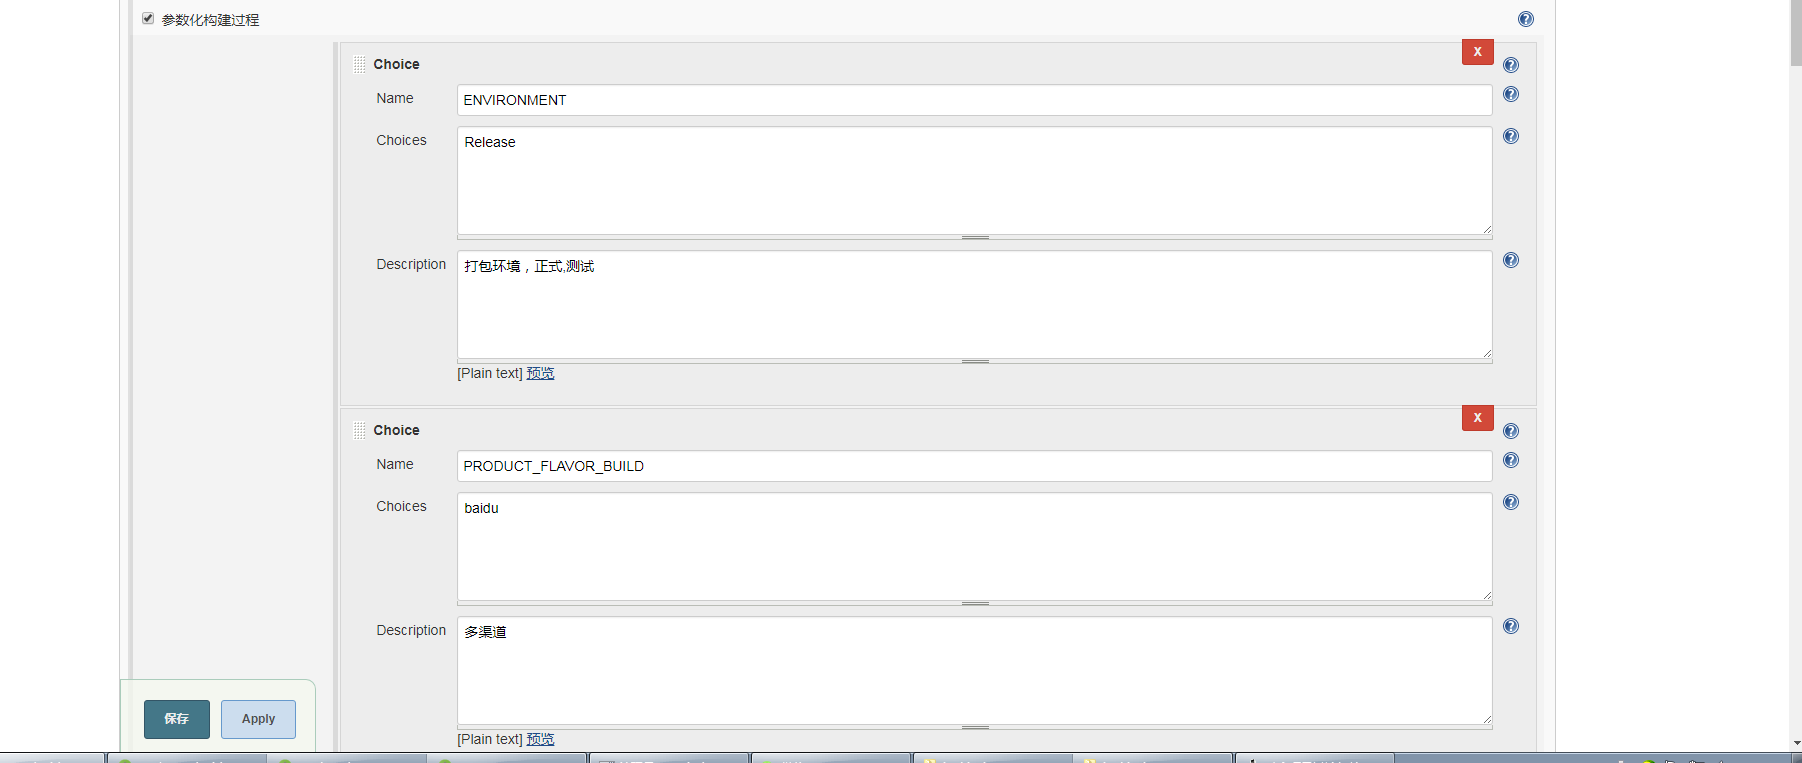 参数化构建过程
X
Choice
Name
ENVIRONMENT
Choices
Release
Description
打包环境，正式,测试
[Plain text] 预览
X
Choice
Name
PRODUCT_FLAVOR_BUILD
Choices
baidu
Description
多渠道
[Plain text] 预览
保存
Apply